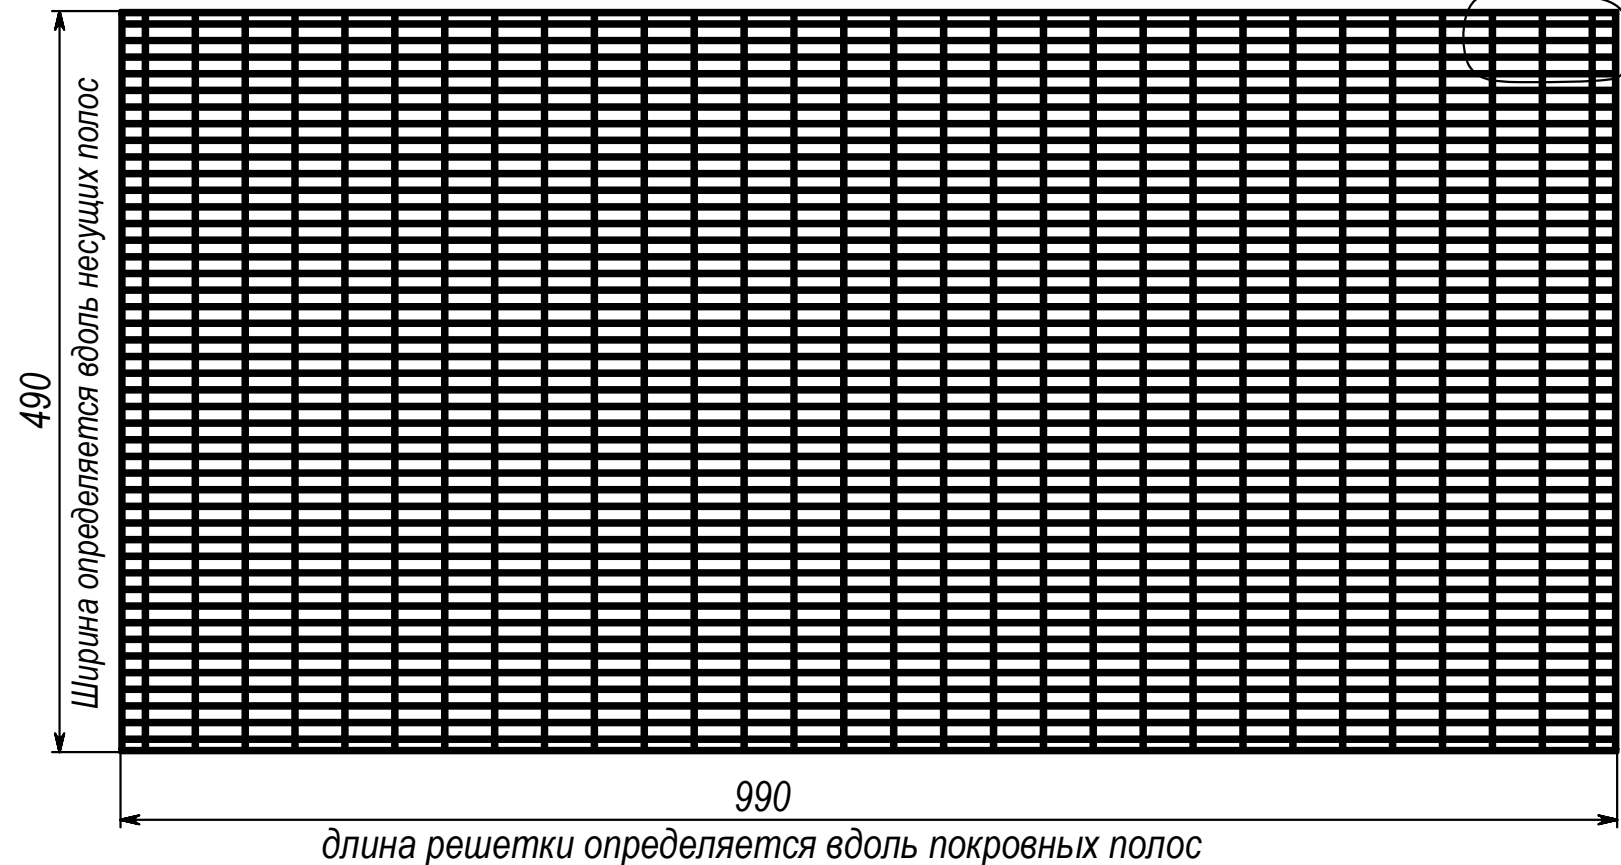 490
Ширина определяется вдоль несущих полос
990
длина решетки определяется вдоль покровных полос